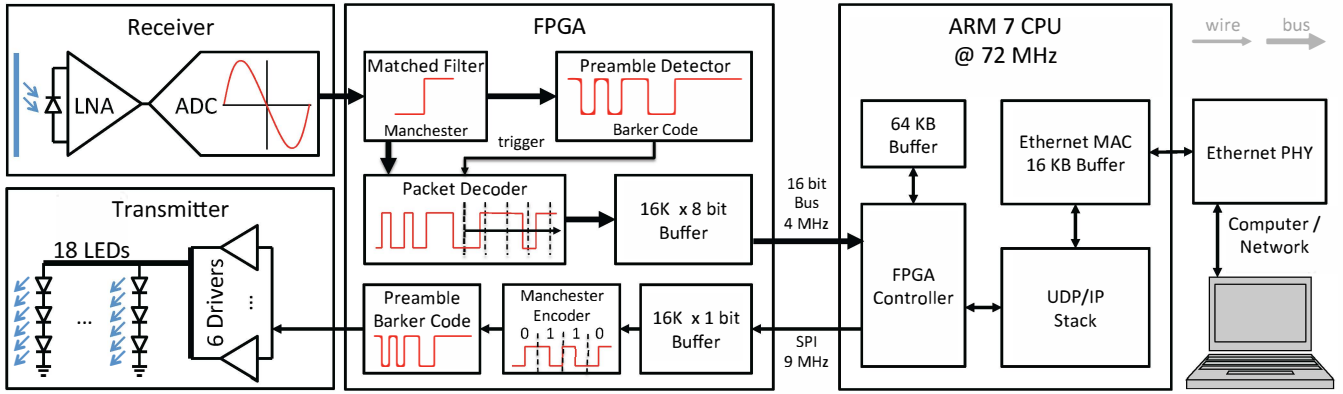 Receiver
LNA
ADC
Transmitter
18 LEDs
...
6 Drivers
...
FPGA
Matched Filter
Manchester
Preamble Detector
Barker Code
trigger
Packet Decoder
16K x 8 bit
Buffer
Preamble
Barker Code
Manchester
Encoder
0 1 1 0
16K x 1 bit
Buffer
16 bit
Bus
4 MHz
SPI
9 MHz
ARM 7 CPU
@ 72 MHz
64 KB
Buffer
Ethernet MAC
16 KB Buffer
FPGA
Controller
UDP/IP
Stack
wire
bus
Ethernet PHY
Computer /
Network